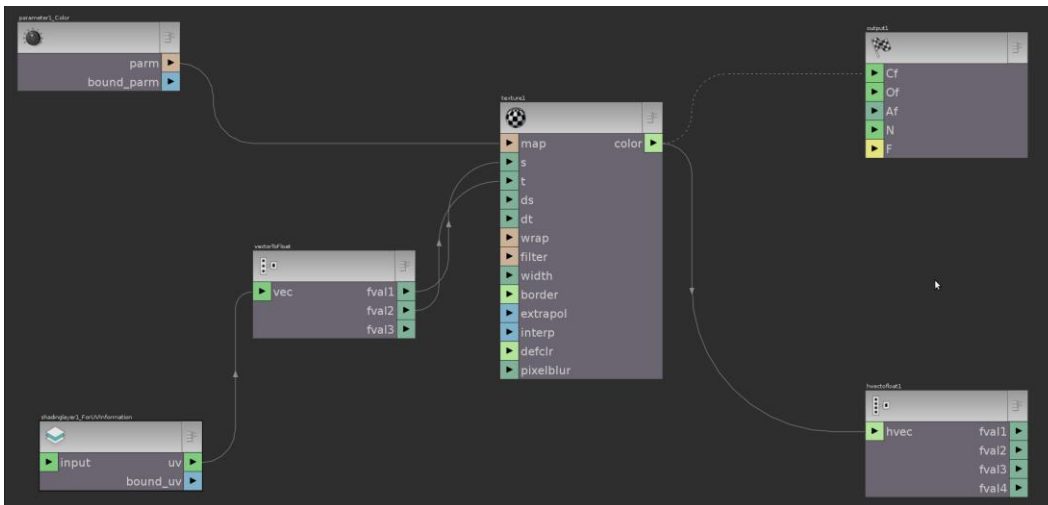 parameter1_Color
parm
bound_parm
output1
Cf
Of
Af
N
F
texture1
map color
s
t
ds
dt
wrap
filter
width
border
extrapol
interp
defclr
pixelblur
vectorToFloat
vec fval1
fval2
fval3
shadinglayer1_ForUVInformation
input uv
bound_uv
hvectofloat1
hvec fval1
fval2
fval3
fval4